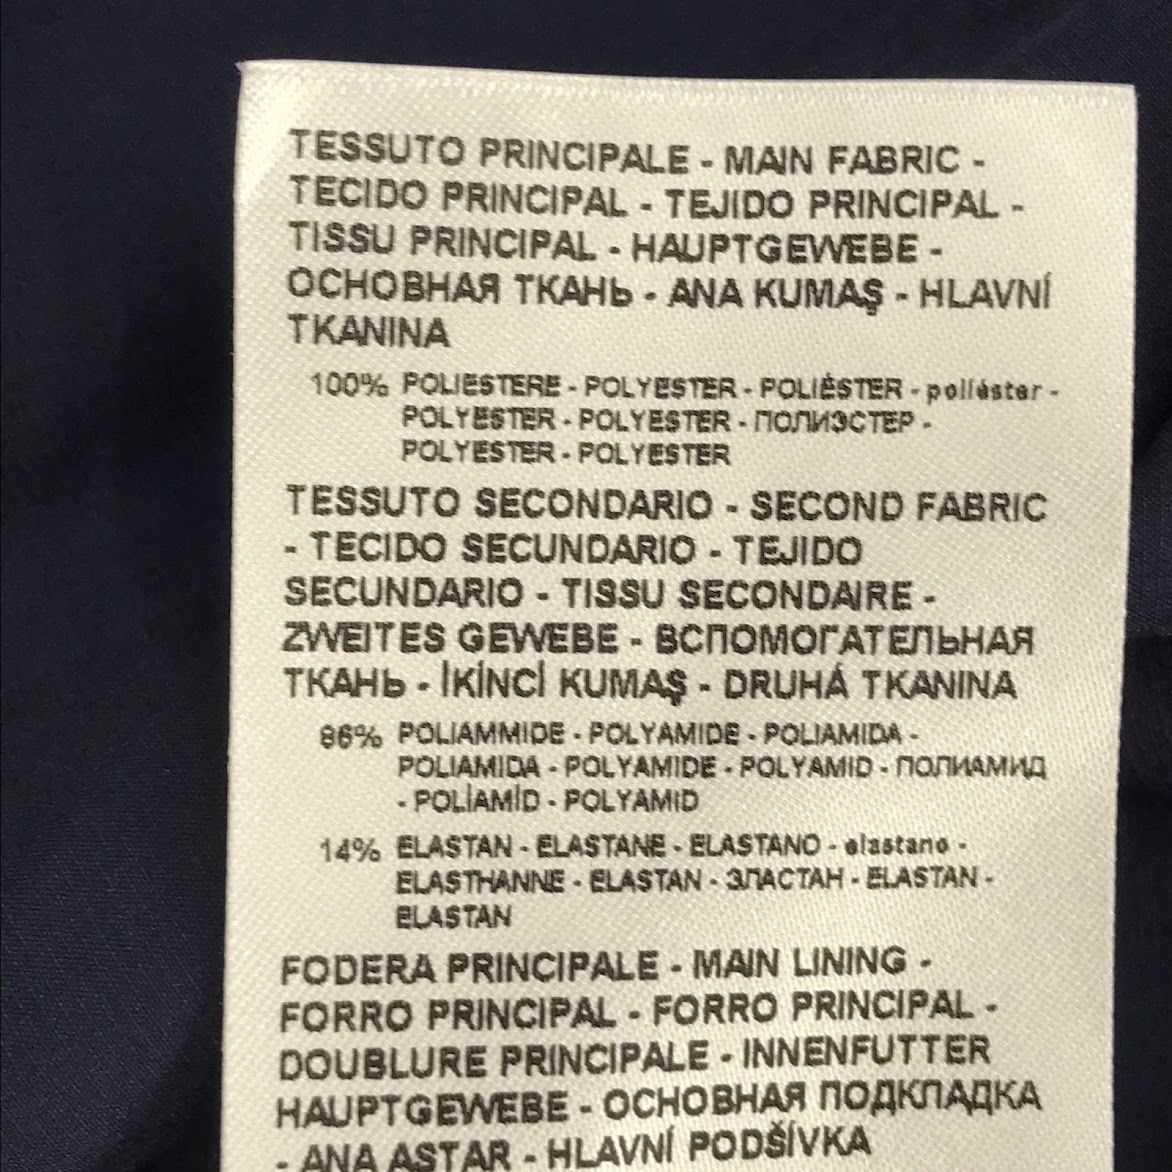 TESSUTO PRINCIPALE - MAIN FABRIC -
TECIDO PRINCIPAL - TEJIDO PRINCIPAL -
TISSU PRINCIPAL - HAUPTGEWEBE -
ОСНОВНАЯ ТКАНЬ - ANA KUMAŞ - HLAVNÍ
TKANINA
100% POLIESTERE - POLYESTER - POLIÉSTER - poliéster -
POLYESTER - POLYESTER - ПОЛИЭСТЕР -
POLYESTER - POLYESTER
TESSUTO SECONDARIO - SECOND FABRIC
- TECIDO SECUNDARIO - TEJIDO
SECUNDARIO - TISSU SECONDAIRE -
ZWEITES GEWEBE - ВСПОМОГАТЕЛЬНАЯ
ТКАНЬ - İKİNCİ KUMAŞ - DRUHÁ TKANINA
86% POLIAMMIDE - POLYAMIDE - POLIAMIDA -
POLIAMIDA - POLYAMIDE - POLYAMID - ПОЛИАМИД
- POLİAMİD - POLYAMID
14% ELASTAN - ELASTANE - ELASTANO - elastano -
ELASTHANNE - ELASTAN - ЭЛАСТАН - ELASTAN -
ELASTAN
FODERA PRINCIPALE - MAIN LINING -
FORRO PRINCIPAL - FORRO PRINCIPAL -
DOUBLURE PRINCIPALE - INNENFUTTER
HAUPTGEWEBE - ОСНОВНАЯ ПОДКЛАДКА
- ANA ASTAR - HLAVNÍ PODŠÍVKA